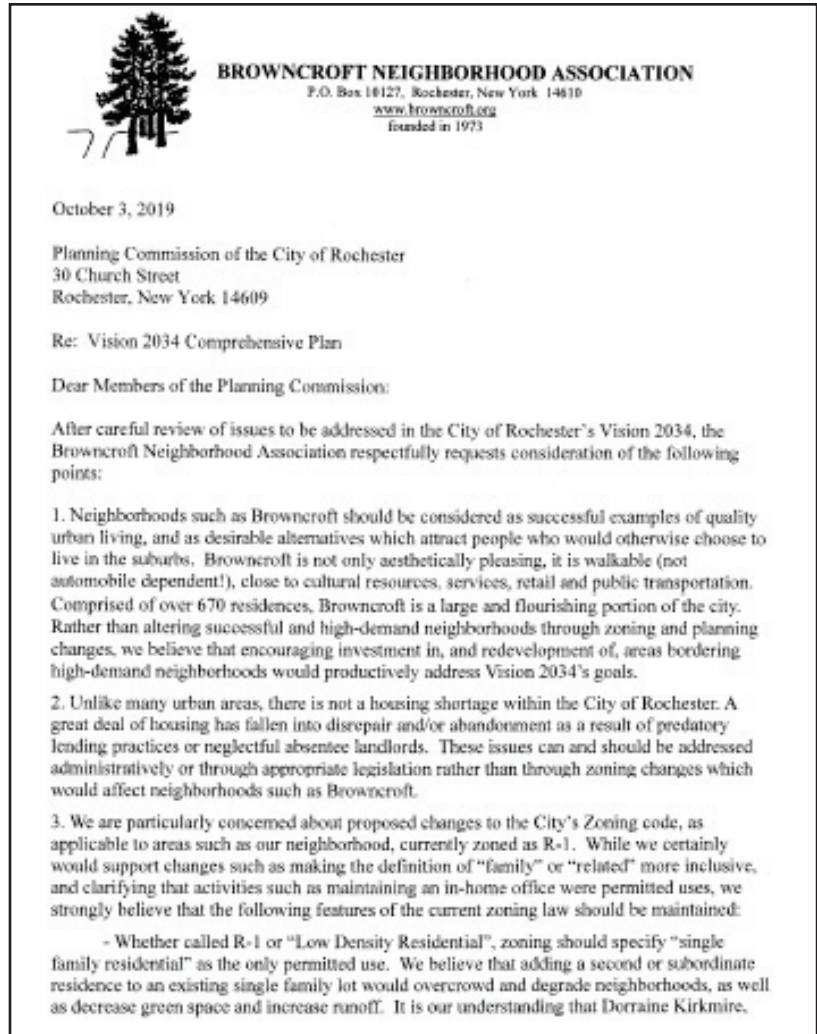 BROWNCROFT NEIGHBORHOOD ASSOCIATION
P.O. Box 10127, Rochester, New York 14610
www.browncroft.org
founded in 1973
October 3, 2019
Planning Commission of the City of Rochester
30 Church Street
Rochester, New York 14609
Re: Vision 2034 Comprehensive Plan
Dear Members of the Planning Commission:
After careful review of issues to be addressed in the City of Rochester's Vision 2034, the
Browncroft Neighborhood Association respectfully requests consideration of the following
points:
1. Neighborhoods such as Browncroft should be considered as successful examples of quality
urban living, and as desirable alternatives which attract people who would otherwise choose to
live in the suburbs. Browncroft is not only aesthetically pleasing, it is walkable (not
automobile dependent!), close to cultural resources, services, retail and public transportation.
Comprised of over 670 residences, Browncroft is a large and flourishing portion of the city.
Rather than altering successful and high-demand neighborhoods through zoning and planning
changes, we believe that encouraging investment in, and redevelopment of, areas bordering
high-demand neighborhoods would productively address Vision 2034's goals.
2. Unlike many urban areas, there is not a housing shortage within the City of Rochester. A
great deal of housing has fallen into disrepair and/or abandonment as a result of predatory
lending practices or neglectful absentee landlords. These issues can and should be addressed
administratively or through appropriate legislation rather than through zoning changes which
would affect neighborhoods such as Browncroft.
3. We are particularly concerned about proposed changes to the City's Zoning code, as
applicable to areas such as our neighborhood, currently zoned as R-1. While we certainly
would support changes such as making the definition of "family" or "related" more inclusive,
and clarifying that activities such as maintaining an in-home office were permitted uses, we
strongly believe that the following features of the current zoning law should be maintained:
- Whether called R-1 or "Low Density Residential", zoning should specify "single
family residential" as the only permitted use. We believe that adding a second or subordinate
residence to an existing single family lot would overcrowd and degrade neighborhoods, as well
as decrease green space and increase runoff. It is our understanding that Dorraine Kirkmire,